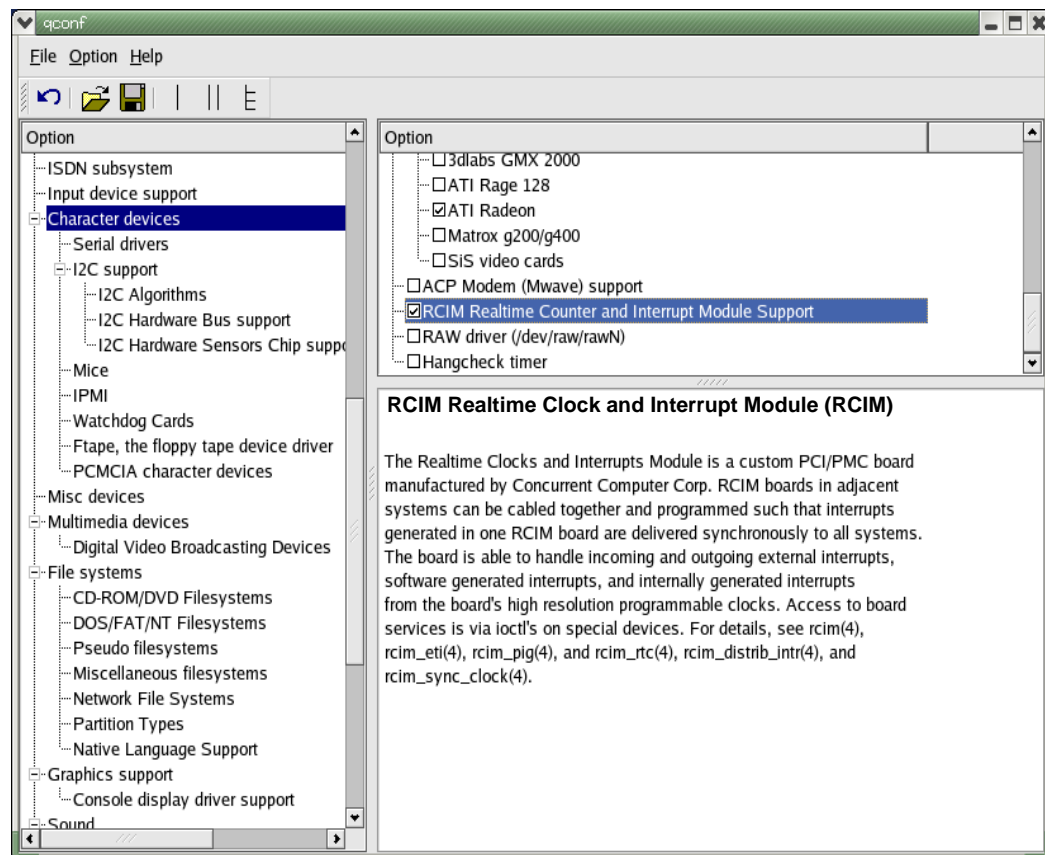 qconf
File Option Help
Option
ISDN subsystem
Input device support
Character devices
Serial drivers
I2C support
I2C Algorithms
I2C Hardware Bus support
I2C Hardware Sensors Chip suppo
Mice
IPMI
Watchdog Cards
Ftape, the floppy tape device driver
PCMCIA character devices
Misc devices
Multimedia devices
Digital Video Broadcasting Devices
File systems
CD-ROM/DVD Filesystems
DOS/FAT/NT Filesystems
Pseudo filesystems
Miscellaneous filesystems
Network File Systems
Partition Types
Native Language Support
Graphics support
Console display driver support
Sound
Option
3dlabs GMX 2000
ATI Rage 128
ATI Radeon
Matrox g200/g400
SiS video cards
ACP Modem (Mwave) support
RCIM Realtime Counter and Interrupt Module Support
RAW driver (/dev/raw/rawN)
Hangcheck timer
RCIM Realtime Clock and Interrupt Module (RCIM)
The Realtime Clocks and Interrupts Module is a custom PCI/PMC board
manufactured by Concurrent Computer Corp. RCIM boards in adjacent
systems can be cabled together and programmed such that interrupts
generated in one RCIM board are delivered synchronously to all systems.
The board is able to handle incoming and outgoing external interrupts,
software generated interrupts, and internally generated interrupts
from the board's high resolution programmable clocks. Access to board
services is via ioctl's on special devices. For details, see rcim(4),
rcim_eti(4), rcim_pig(4), and rcim_rtc(4), rcim_distrib_intr(4), and
rcim_sync_clock(4).